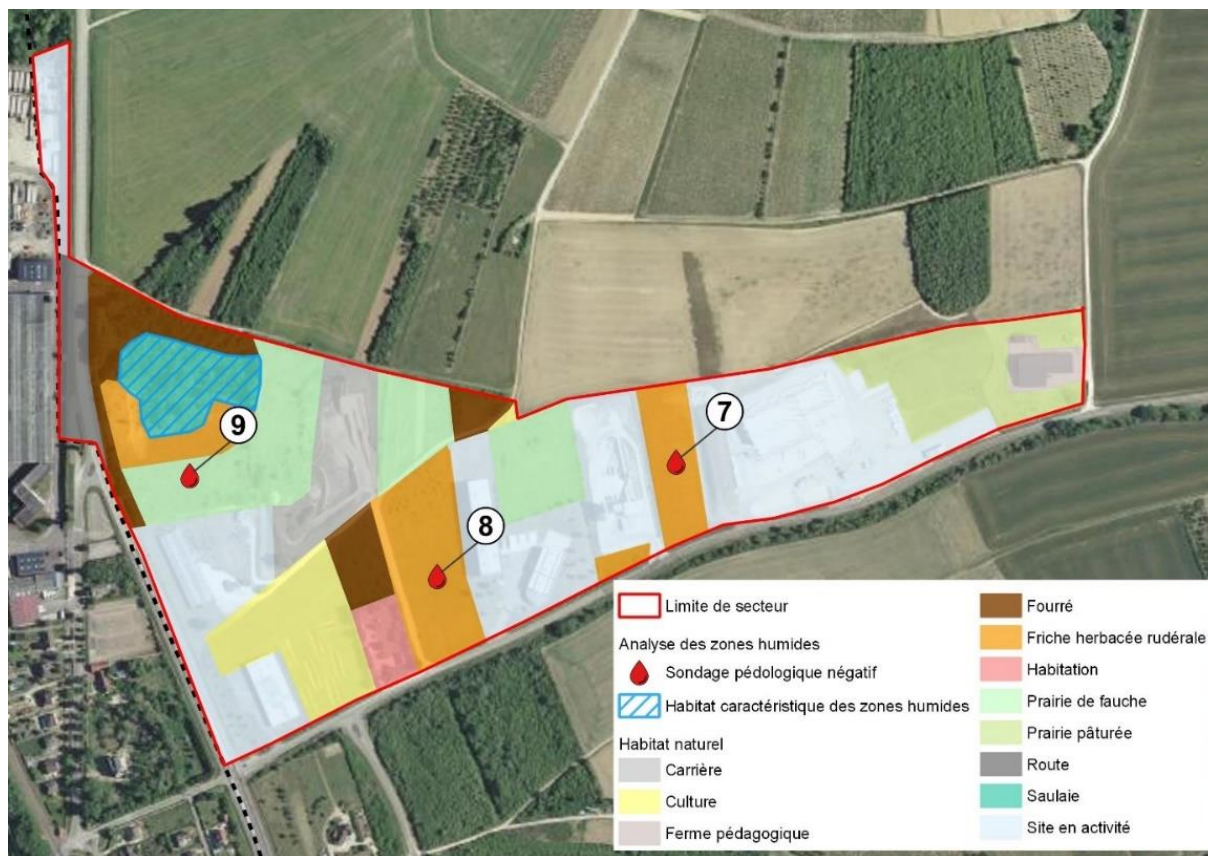 9
7
8
Limite de secteur
Analyse des zones humides
Sondage pédologique négatif
Habitat caractéristique des zones humides
Habitat naturel
Carrière
Culture
Ferme pédagogique
Fourré
Friche herbacée rudérale
Habitation
Prairie de fauche
Prairie pâturée
Route
Saulaie
Site en activité